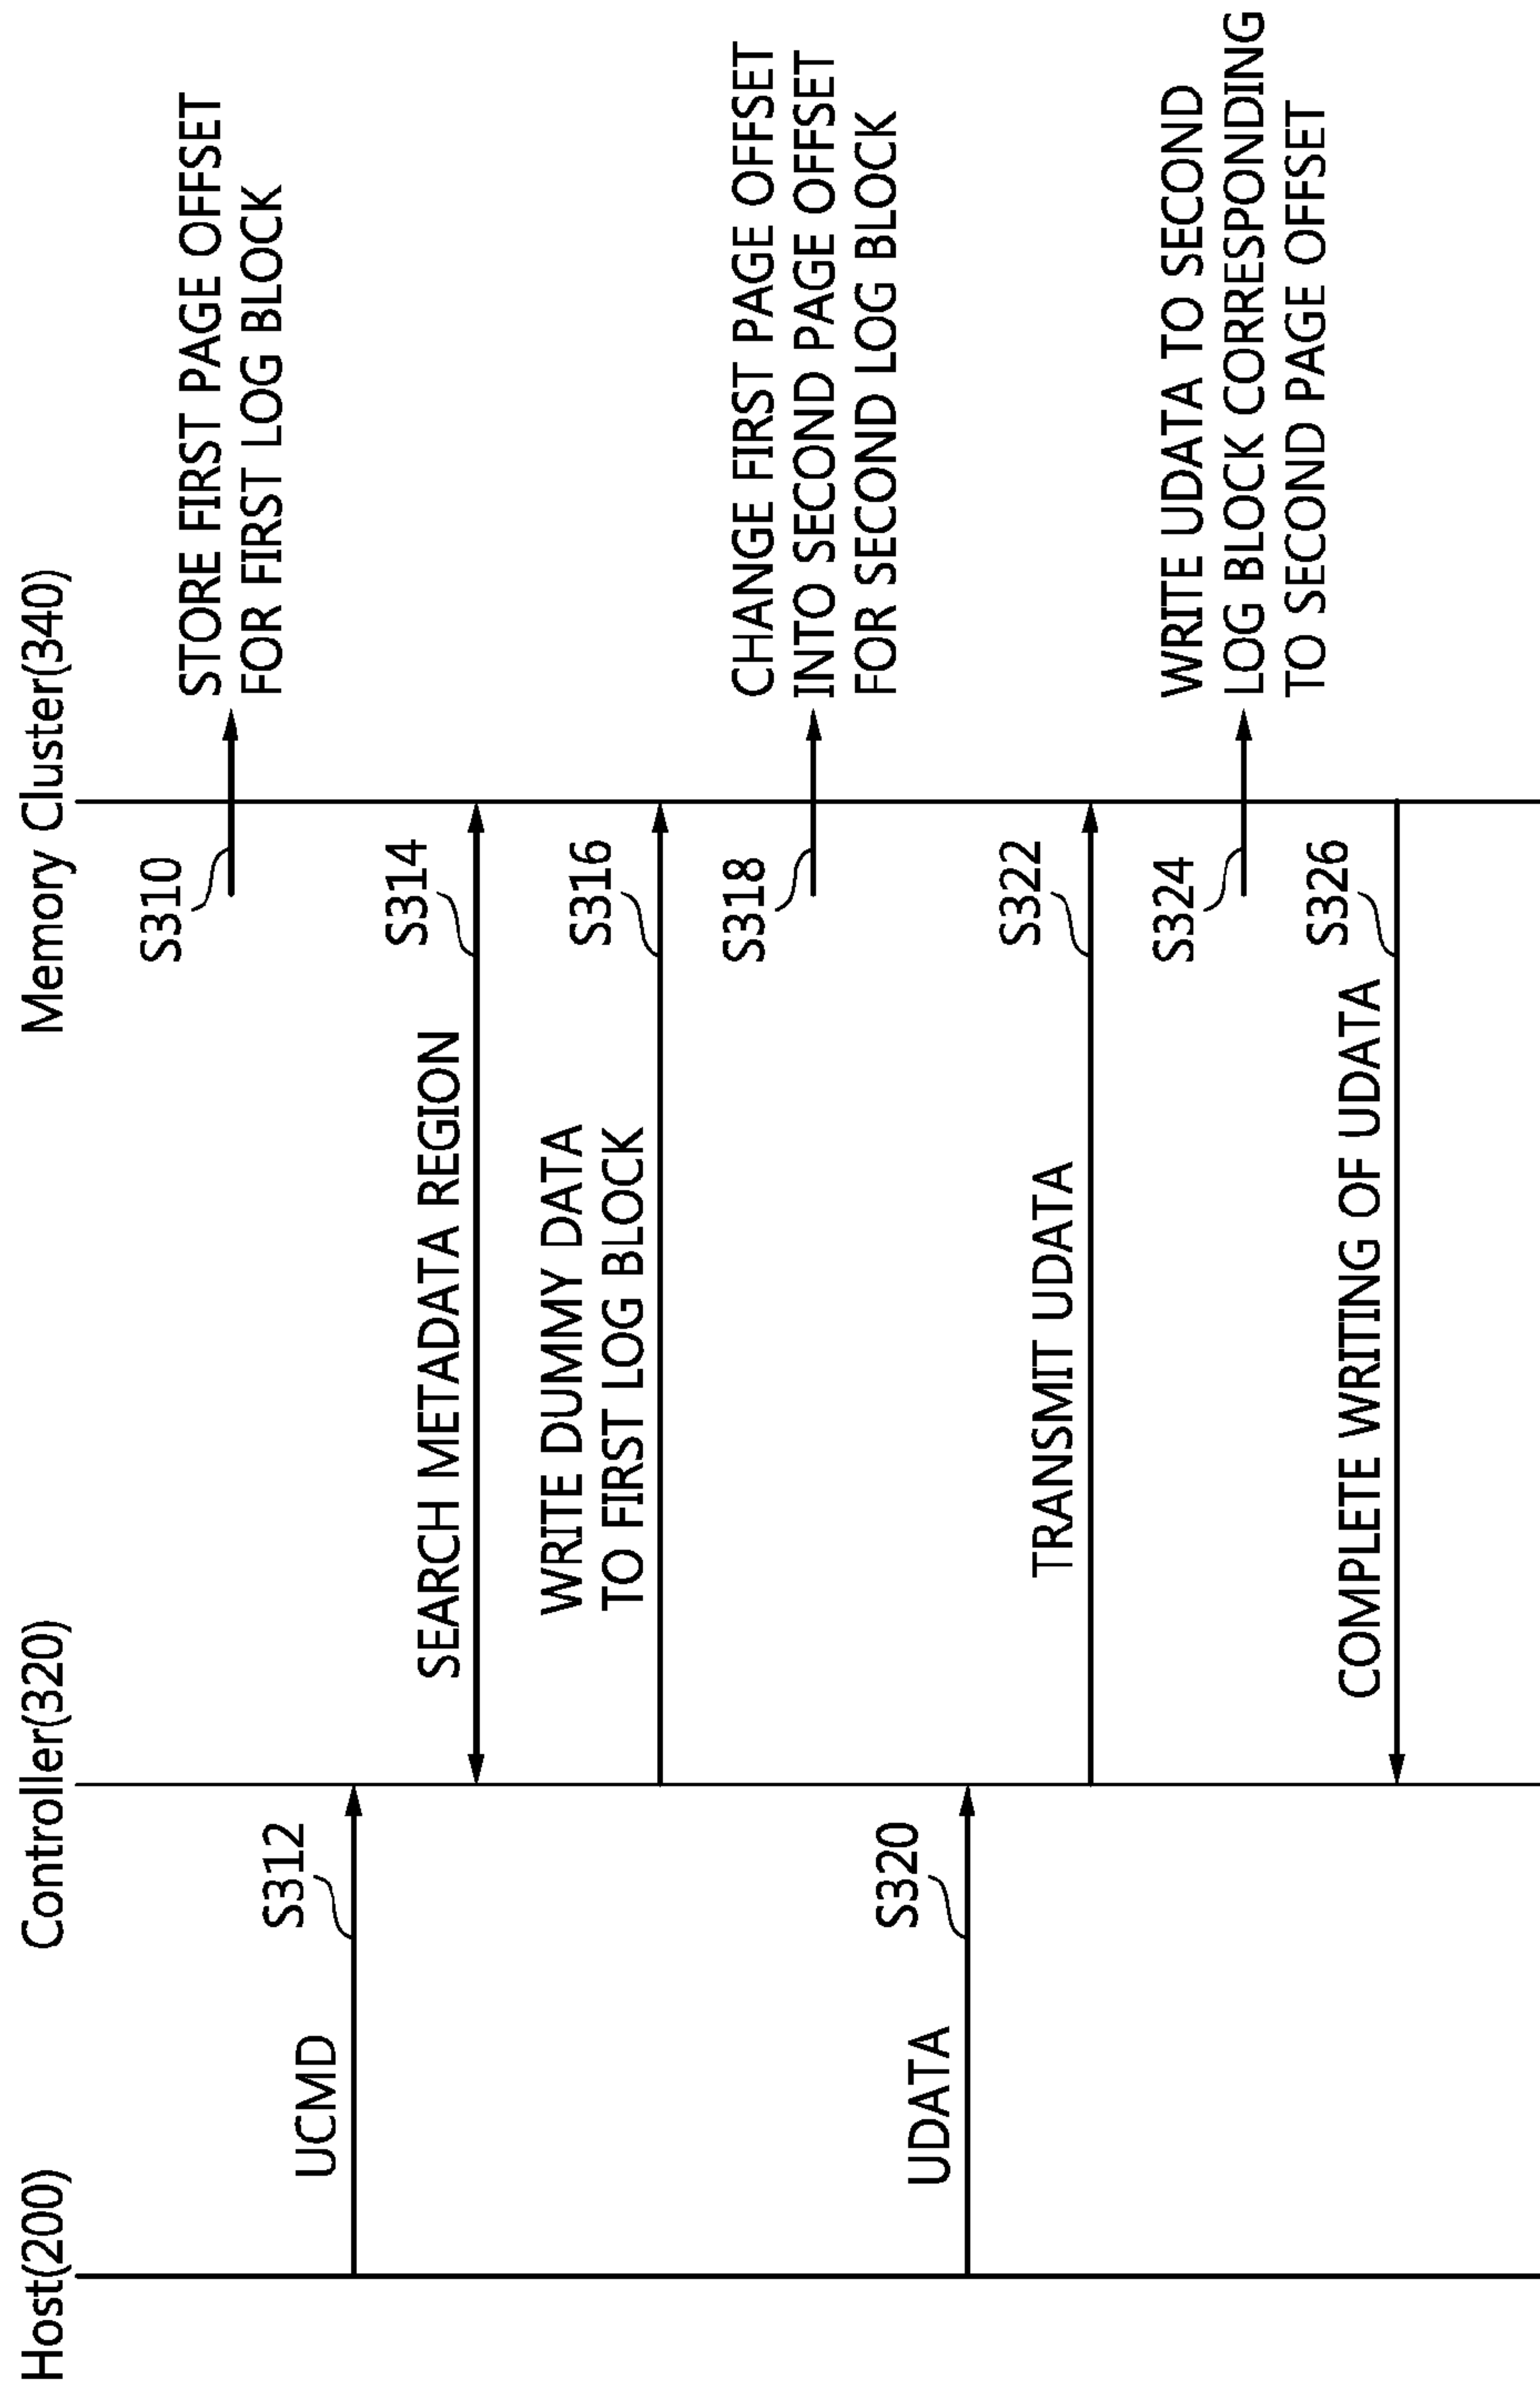 Host(200)
Controller(320)
Memory Cluster(340)
S310
STORE FIRST PAGE OFFSET
FOR FIRST LOG BLOCK
S312
UCMD
S314
SEARCH METADATA REGION
WRITE DUMMY DATA
TO FIRST LOG BLOCK
S316
S318
CHANGE FIRST PAGE OFFSET
INTO SECOND PAGE OFFSET
FOR SECOND LOG BLOCK
S320
UDATA
S322
TRANSMIT UDATA
S324
WRITE UDATA TO SECOND
LOG BLOCK CORRESPONDING
TO SECOND PAGE OFFSET
S326
COMPLETE WRITING OF UDATA